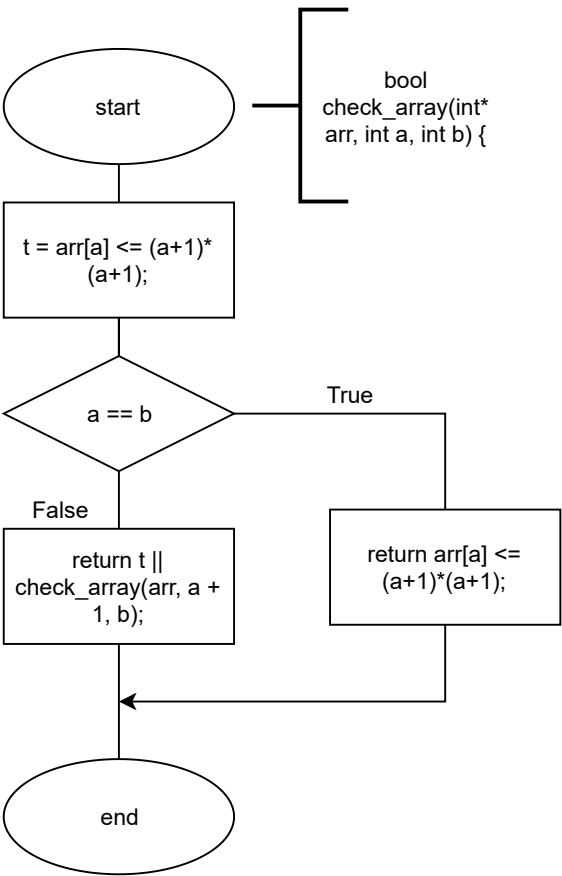 start
bool
check_array(int*
arr, int a, int b) {
t = arr[a] <= (a+1)*
(a+1);
a == b
True
False
return t ||
check_array(arr, a +
1, b);
return arr[a] <=
(a+1)*(a+1);
end